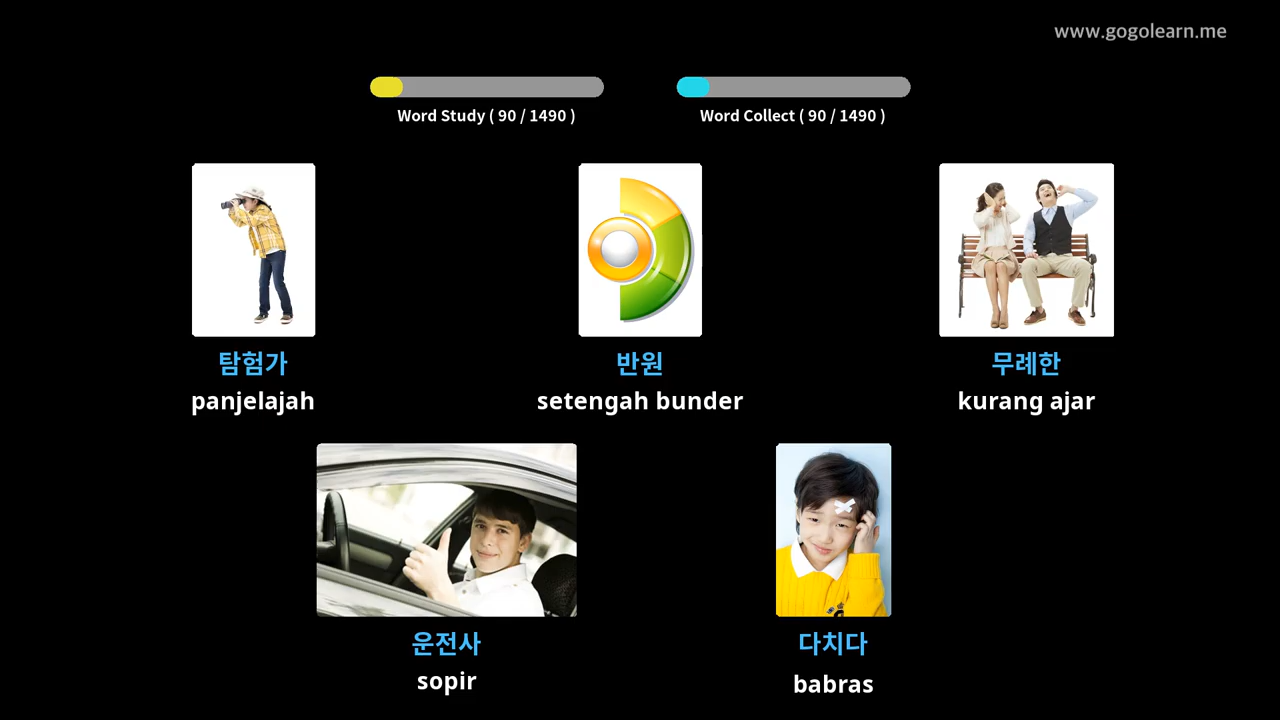 www.gogolearn.me
Word Study ( 90 / 1490 )
Word Collect ( 90 / 1490 )
탐험가
panjelajah
반원
setengah bunder
무례한
kurang ajar
운전사
sopir
다치다
babras